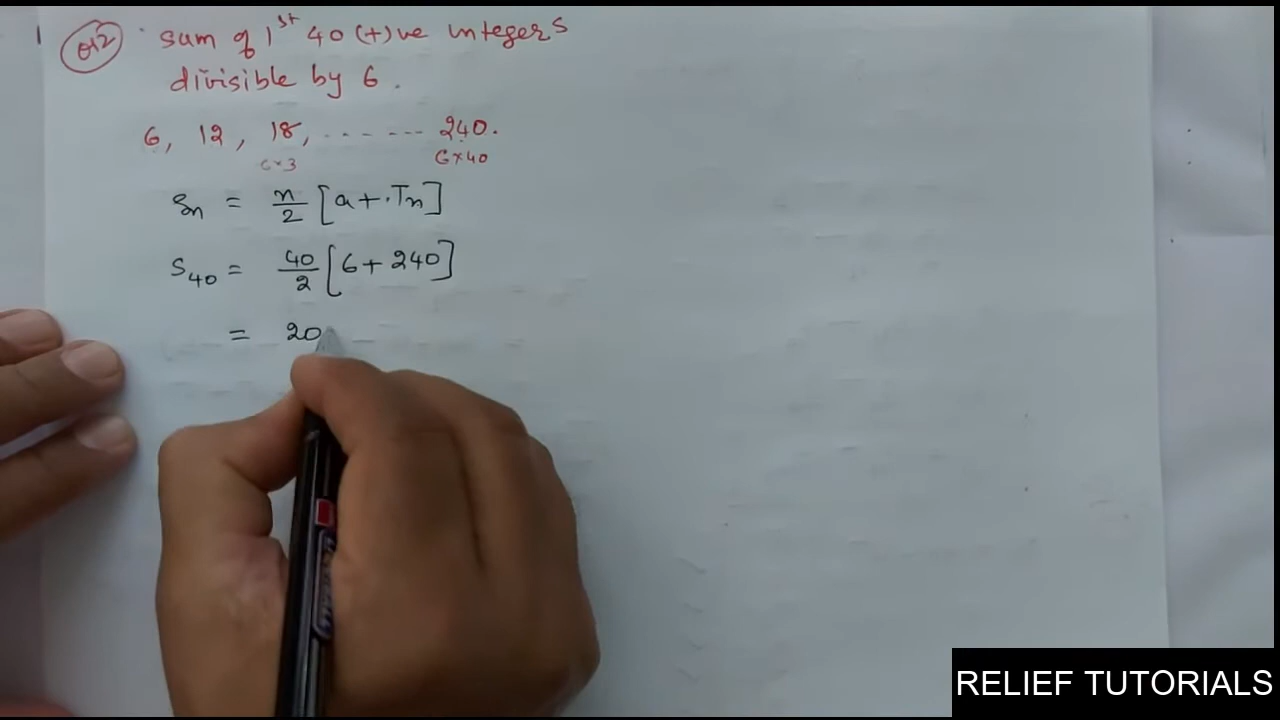 Q12 sum of 1st 40 (+)ve integers
divisible by 6.
6, 12, 18, ------- 240.
6×3 6×40
Sn = n/2 [a + Tn]
S40 = 40/2 [6 + 240]
= 20
RELIEF TUTORIALS